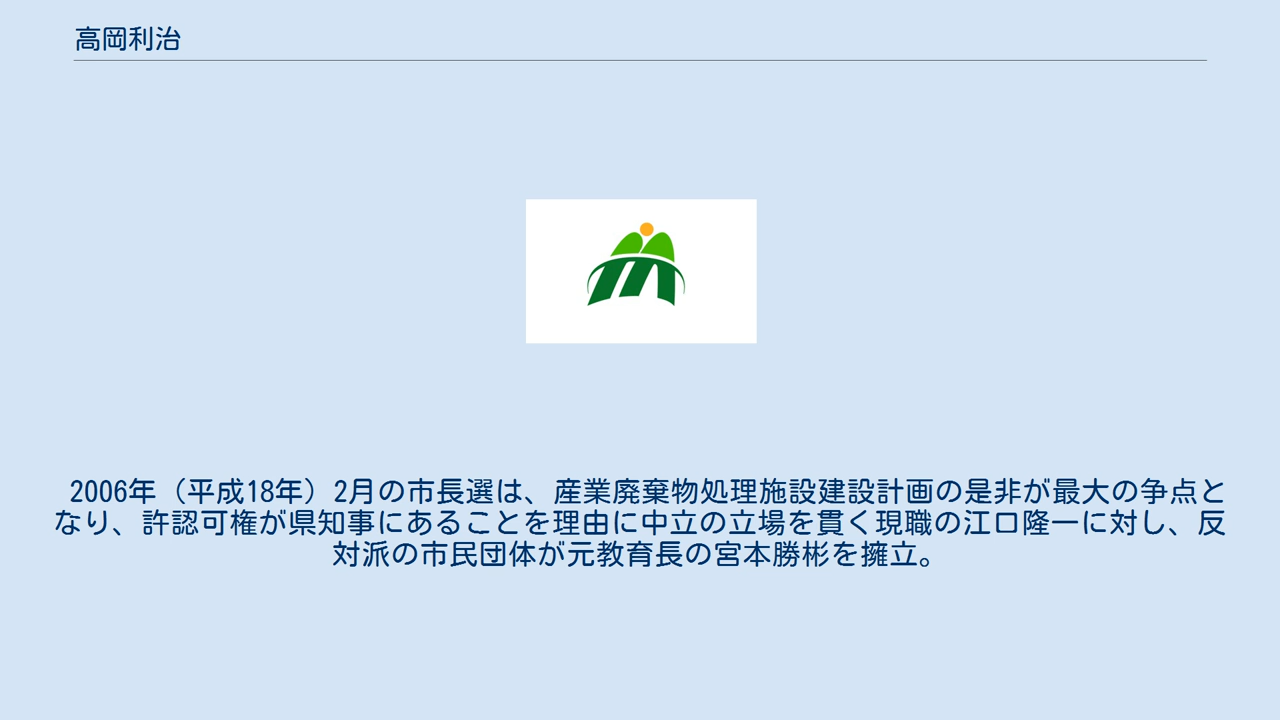 高岡利治
2006年（平成18年）2月の市長選は、産業廃棄物処理施設建設計画の是非が最大の争点と
なり、許認可権が県知事にあることを理由に中立の立場を貫く現職の江口隆一に対し、反
対派の市民団体が元教育長の宮本勝彬を擁立。